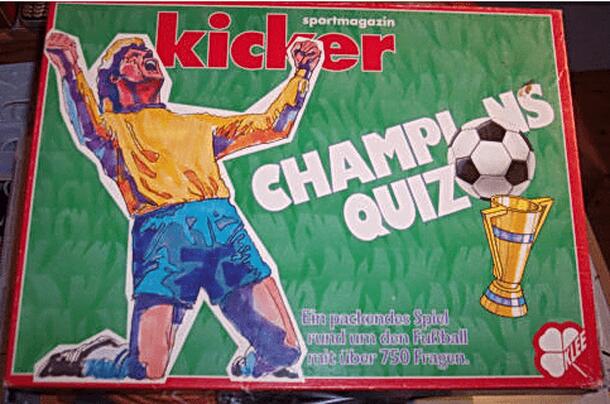 sportmagazin
kicker
CHAMPIONS
QUIZ
Ein packendes Spiel
rund um den Fußball
mit über 750 Fragen.
KLEE